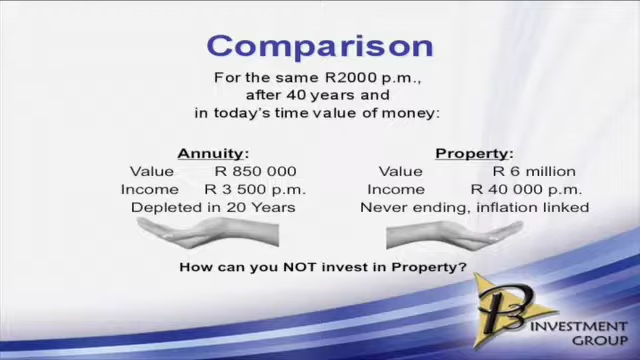 Comparison
For the same R2000 p.m.,
after 40 years and
in today's time value of money:
Annuity:
Value R 850 000
Income R 3 500 p.m.
Depleted in 20 Years
Property:
Value R 6 million
Income R 40 000 p.m.
Never ending, inflation linked
How can you NOT invest in Property?
P3 INVESTMENT
GROUP